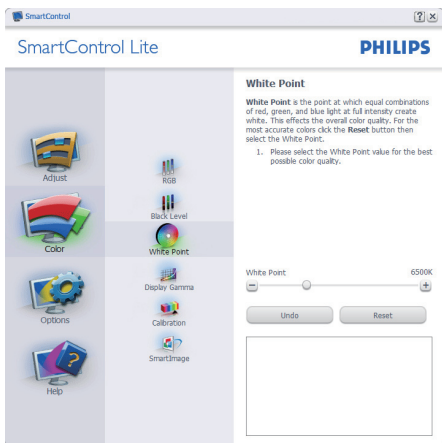 SmartControl
SmartControl Lite
PHILIPS
Adjust
Color
Options
Help
RGB
Black Level
White Point
Display Gamma
Calibration
SmartImage
White Point
White Point is the point at which equal combinations
of red, green, and blue light at full intensity create
white. This effects the overall color quality. For the
most accurate colors click the Reset button then
select the White Point.
1. Please select the White Point value for the best
possible color quality.
White Point 6500K
Undo Reset